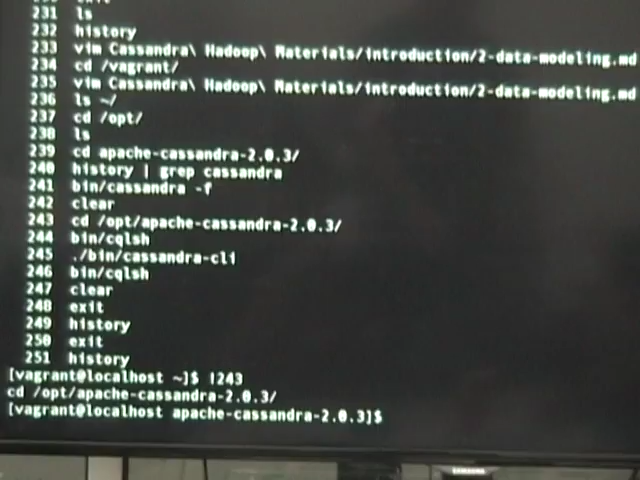 exit
231 ls
232 history
233 vim Cassandra\ Hadoop\ Materials/introduction/2-data-modeling.md
234 cd /vagrant/
235 vim Cassandra\ Hadoop\ Materials/introduction/2-data-modeling.md
236 ls ~/
237 cd /opt/
238 ls
239 cd apache-cassandra-2.0.3/
240 history | grep cassandra
241 bin/cassandra -f
242 clear
243 cd /opt/apache-cassandra-2.0.3/
244 bin/cqlsh
245 ./bin/cassandra-cli
246 bin/cqlsh
247 clear
248 exit
249 history
250 exit
251 history
[vagrant@localhost ~]$ !243
cd /opt/apache-cassandra-2.0.3/
[vagrant@localhost apache-cassandra-2.0.3]$
SAMSUNG